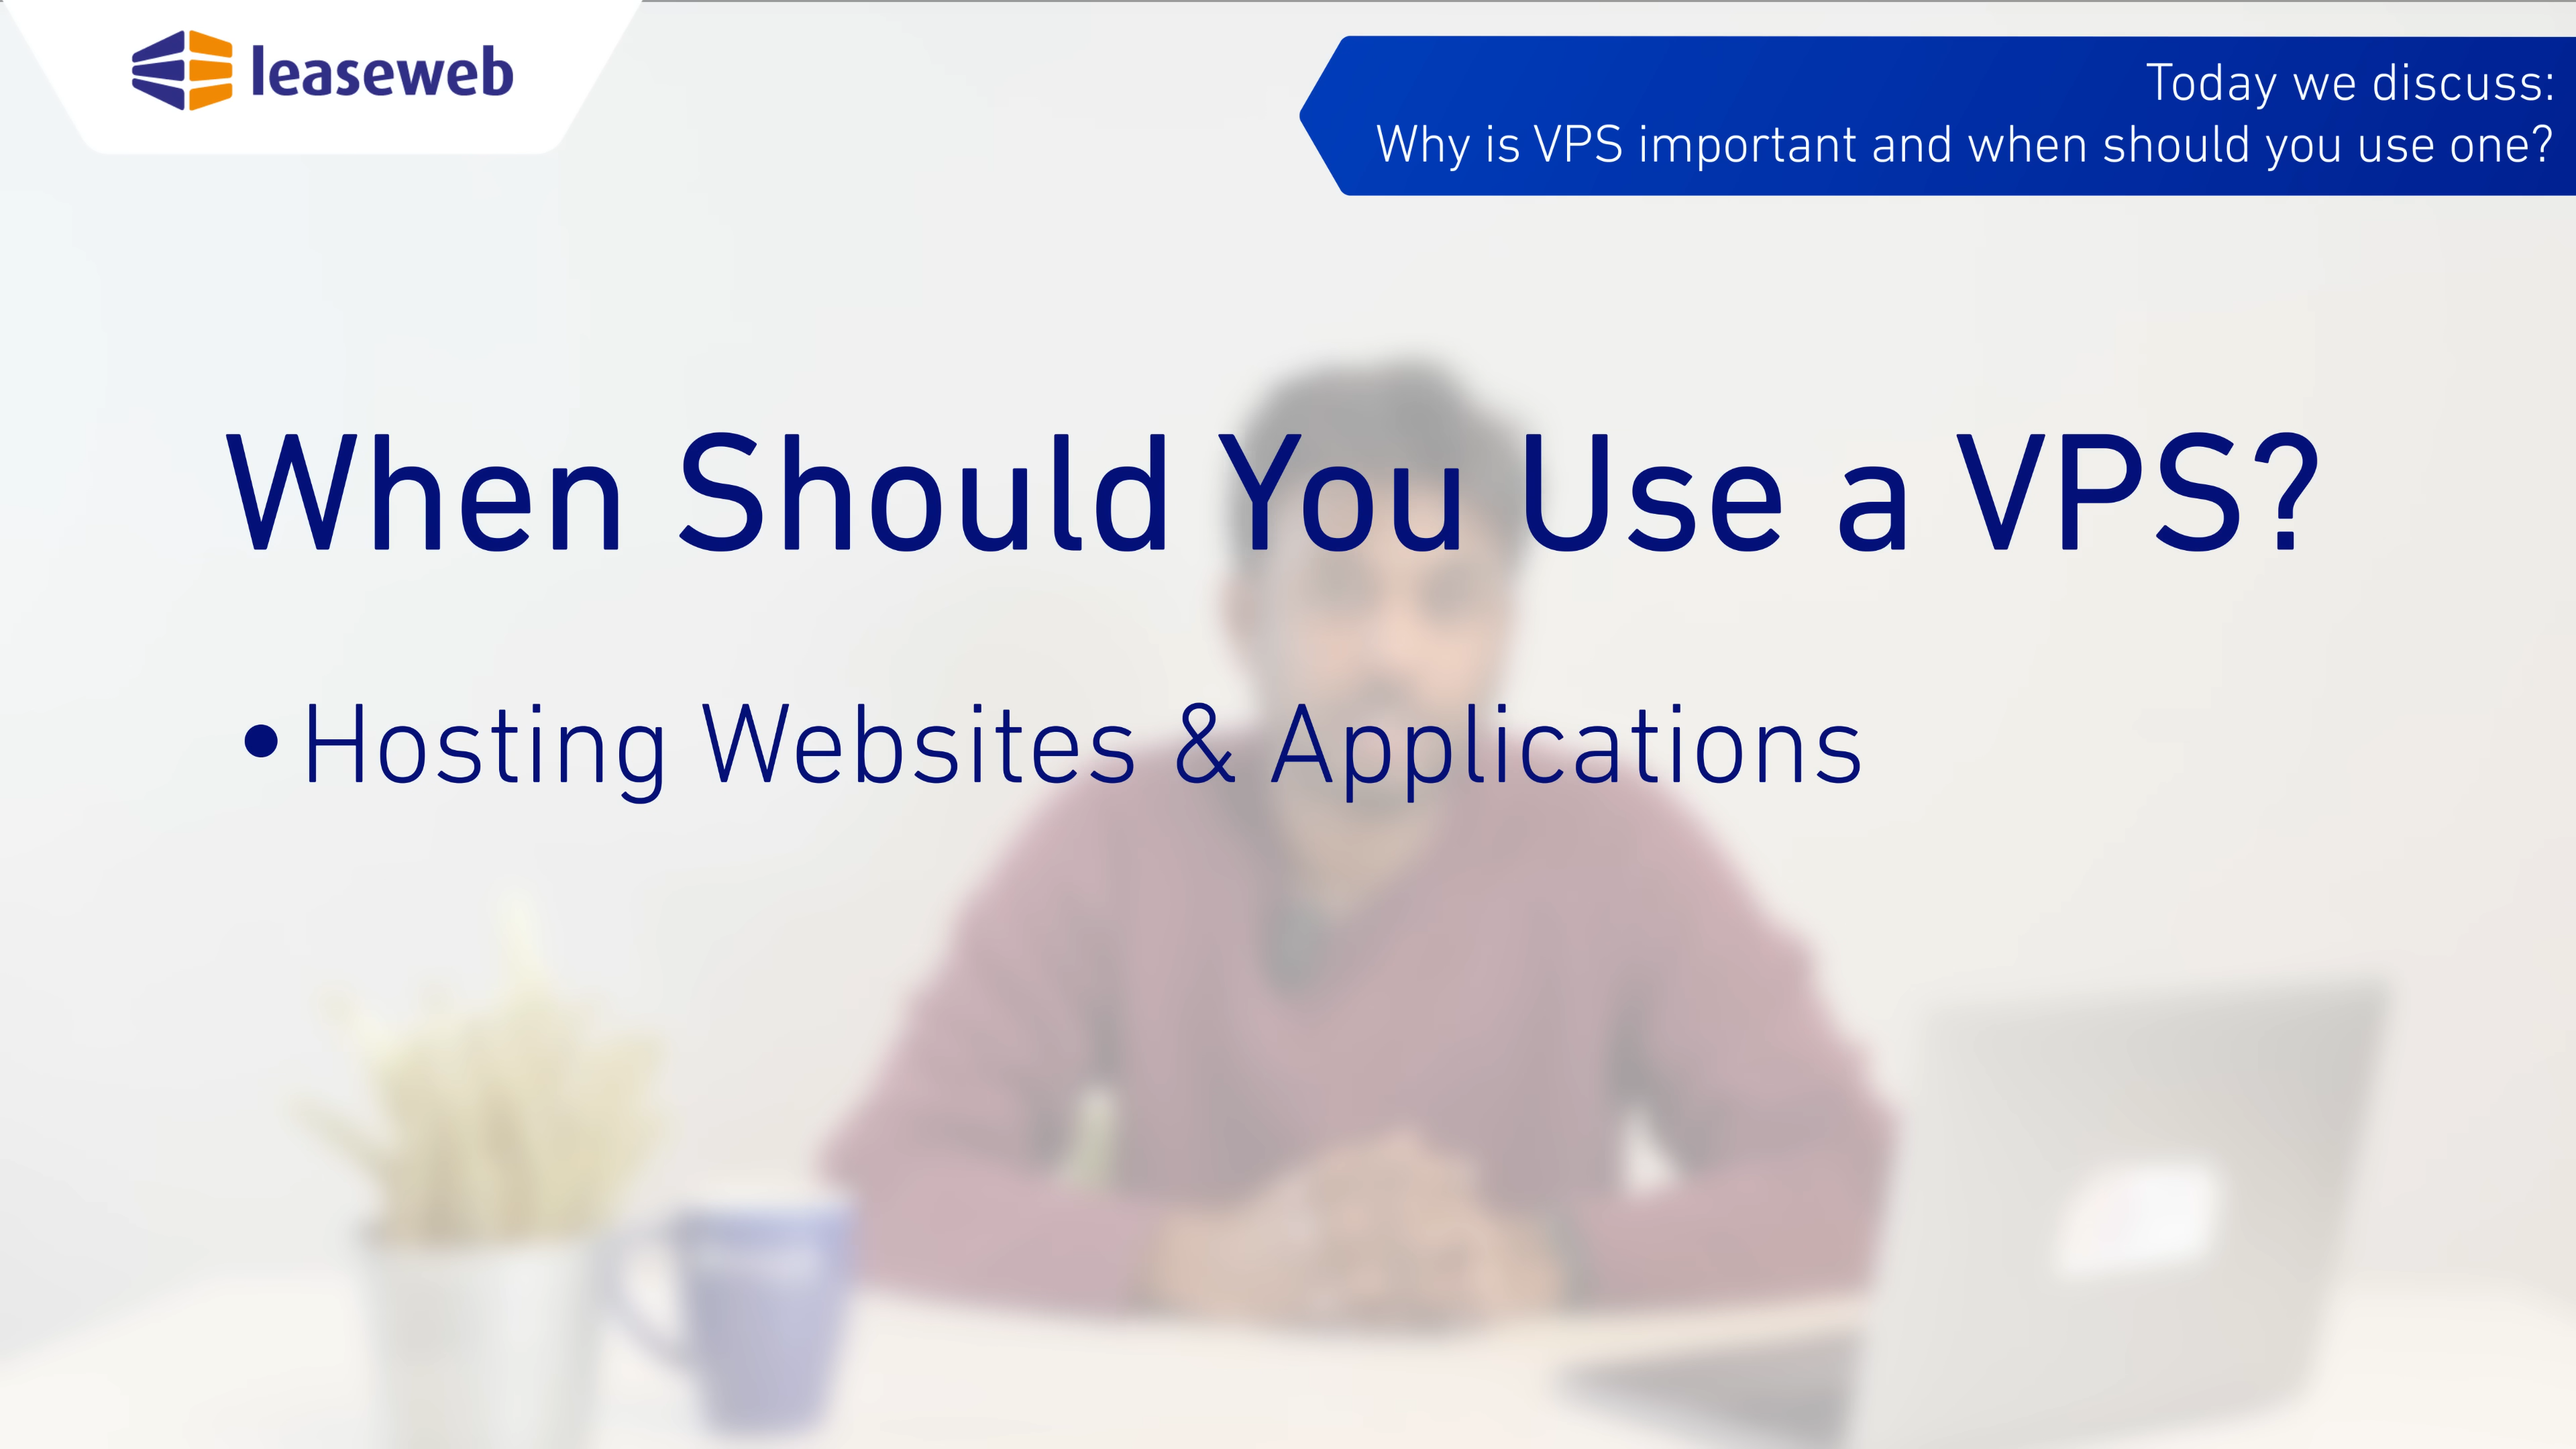 leaseweb
Today we discuss:
Why is VPS important and when should you use one?
When Should You Use a VPS?
• Hosting Websites & Applications